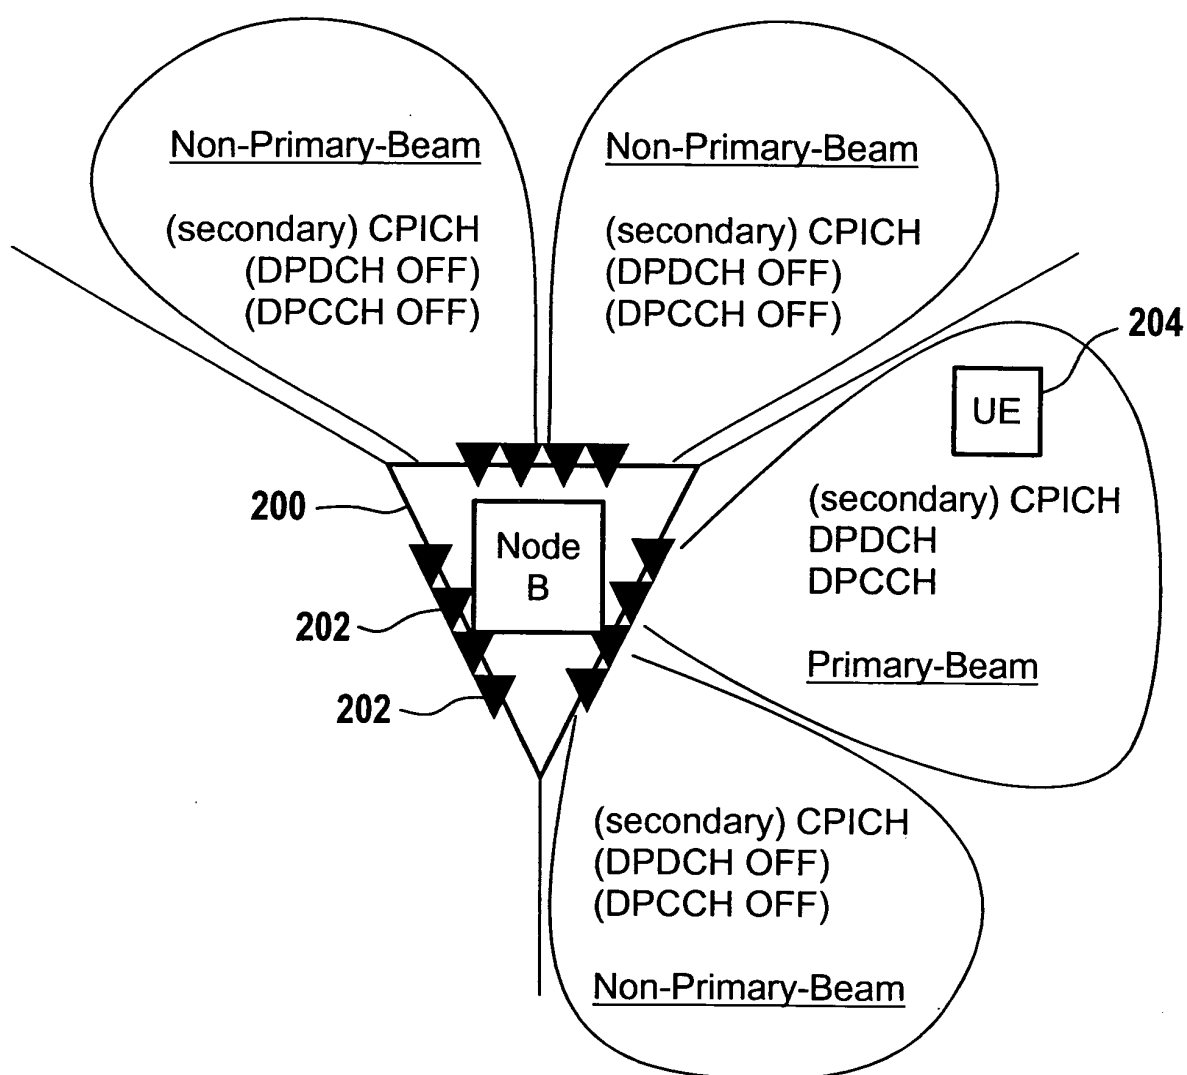 Non-Primary-Beam
(secondary) CPICH
(DPDCH OFF)
(DPCCH OFF)
Non-Primary-Beam
(secondary) CPICH
(DPDCH OFF)
(DPCCH OFF)
204
UE
(secondary) CPICH
DPDCH
DPCCH
Primary-Beam
200
Node
B
202
202
(secondary) CPICH
(DPDCH OFF)
(DPCCH OFF)
Non-Primary-Beam